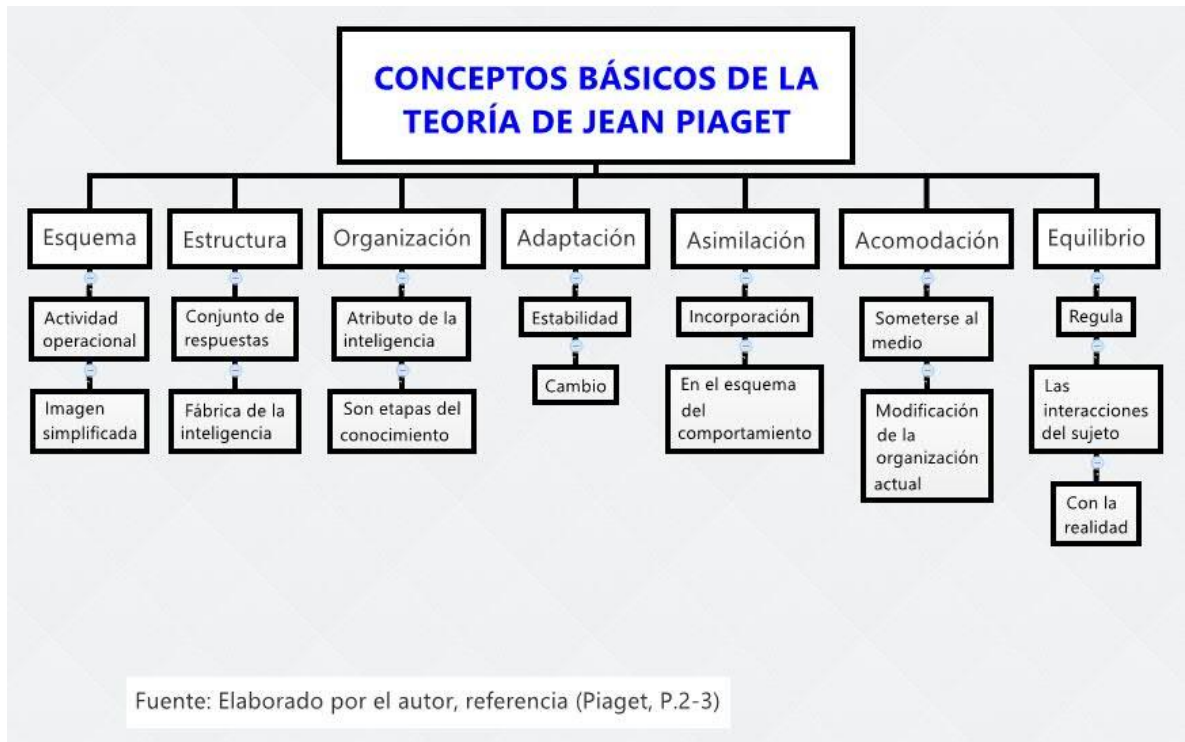 CONCEPTOS BÁSICOS DE LA
TEORÍA DE JEAN PIAGET
Esquema
Actividad
operacional
Imagen
simplificada
Estructura
Conjunto de
respuestas
Fábrica de la
inteligencia
Organización
Atributo de la
inteligencia
Son etapas del
conocimiento
Adaptación
Estabilidad
Cambio
Asimilación
Incorporación
En el esquema
del
comportamiento
Acomodación
Someterse al
medio
Modificación
de la
organización
actual
Equilibrio
Regula
Las
interacciones
del sujeto
Con la
realidad
Fuente: Elaborado por el autor, referencia (Piaget, P.2-3)